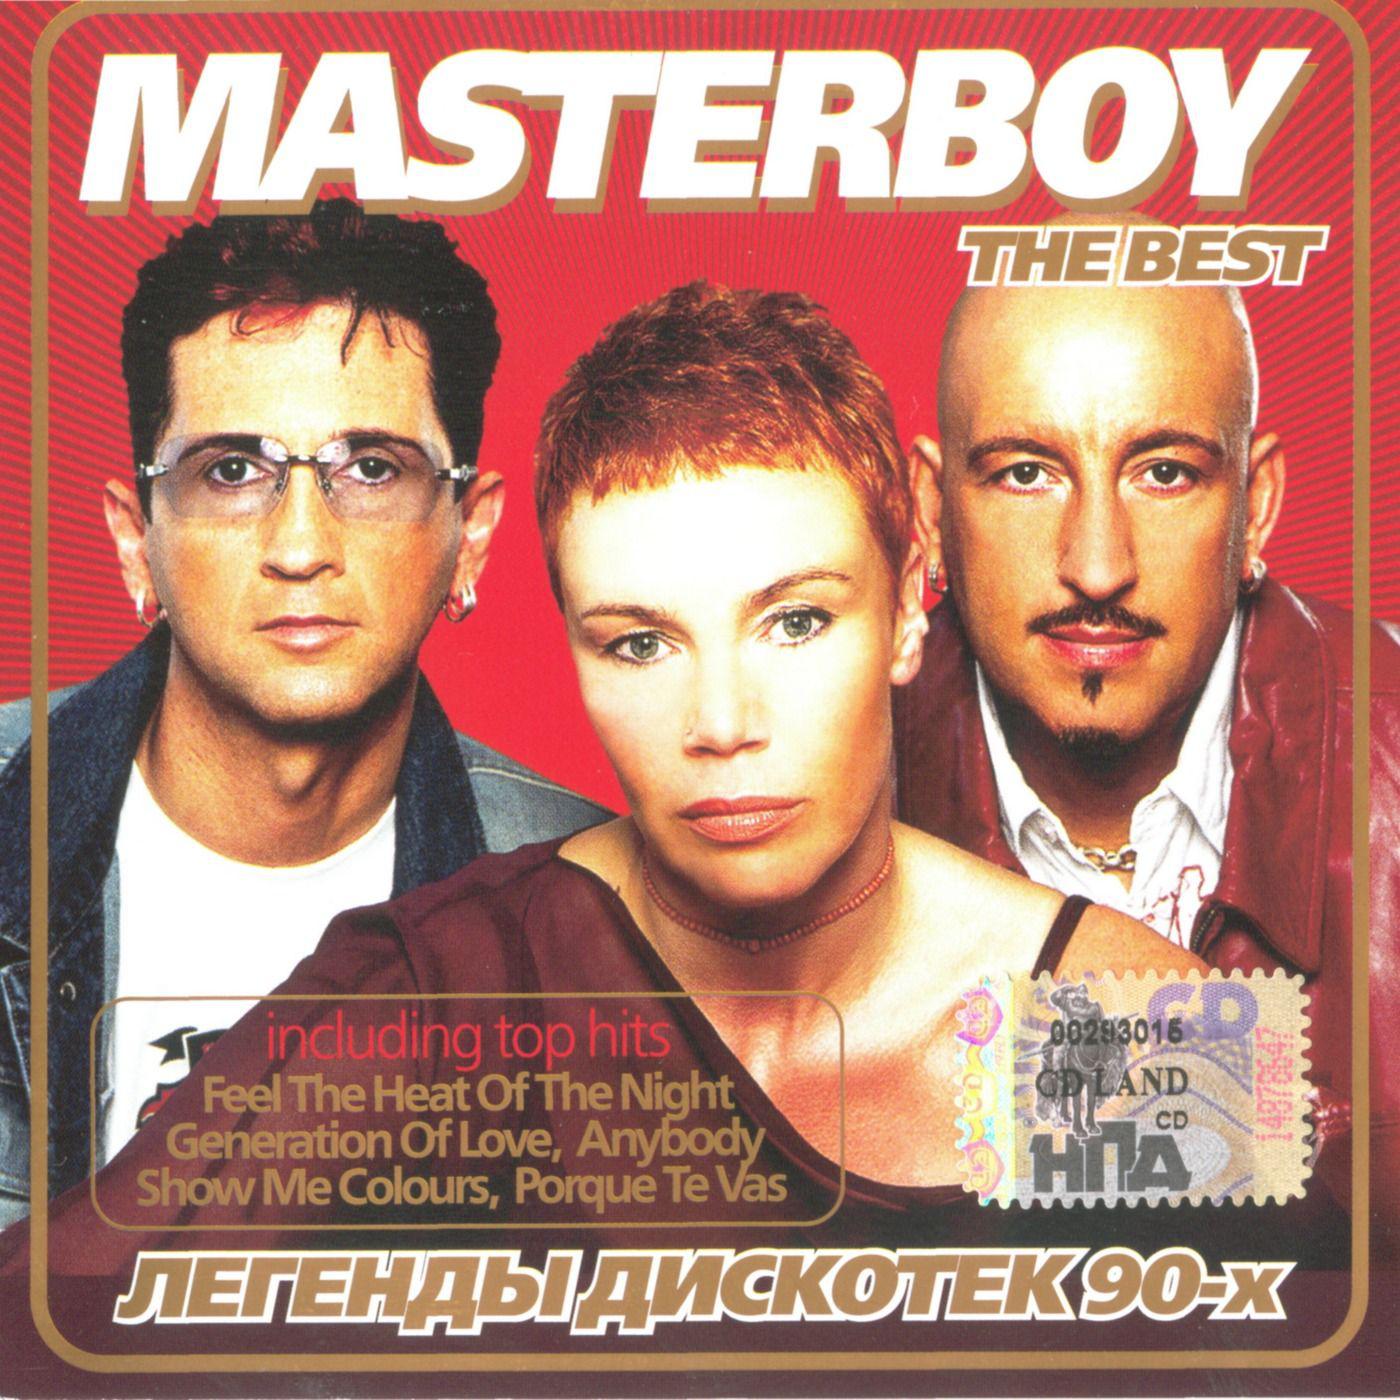 MASTERBOY
THE BEST
including top hits
Feel The Heat Of The Night
Generation Of Love, Anybody
Show Me Colours, Porque Te Vas
CD
00293015
CD LAND
CD
НПД
ЛЕГЕНДЫ ДИСКОТЕК 90-х